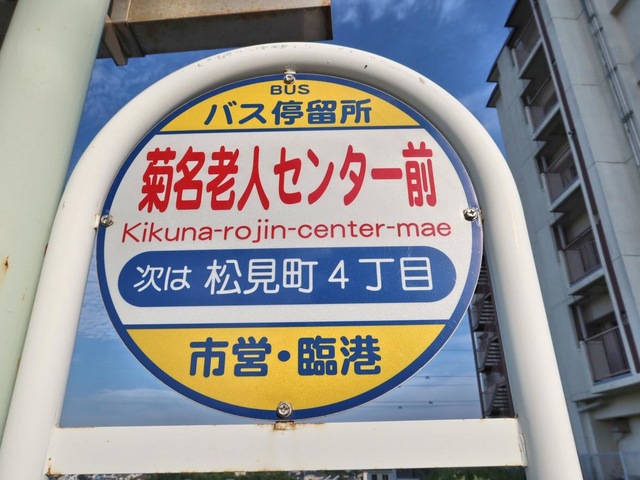 BUS
バス停留所
菊名老人センター前
Kikuna-rojin-center-mae
次は 松見町4丁目
市営・臨港